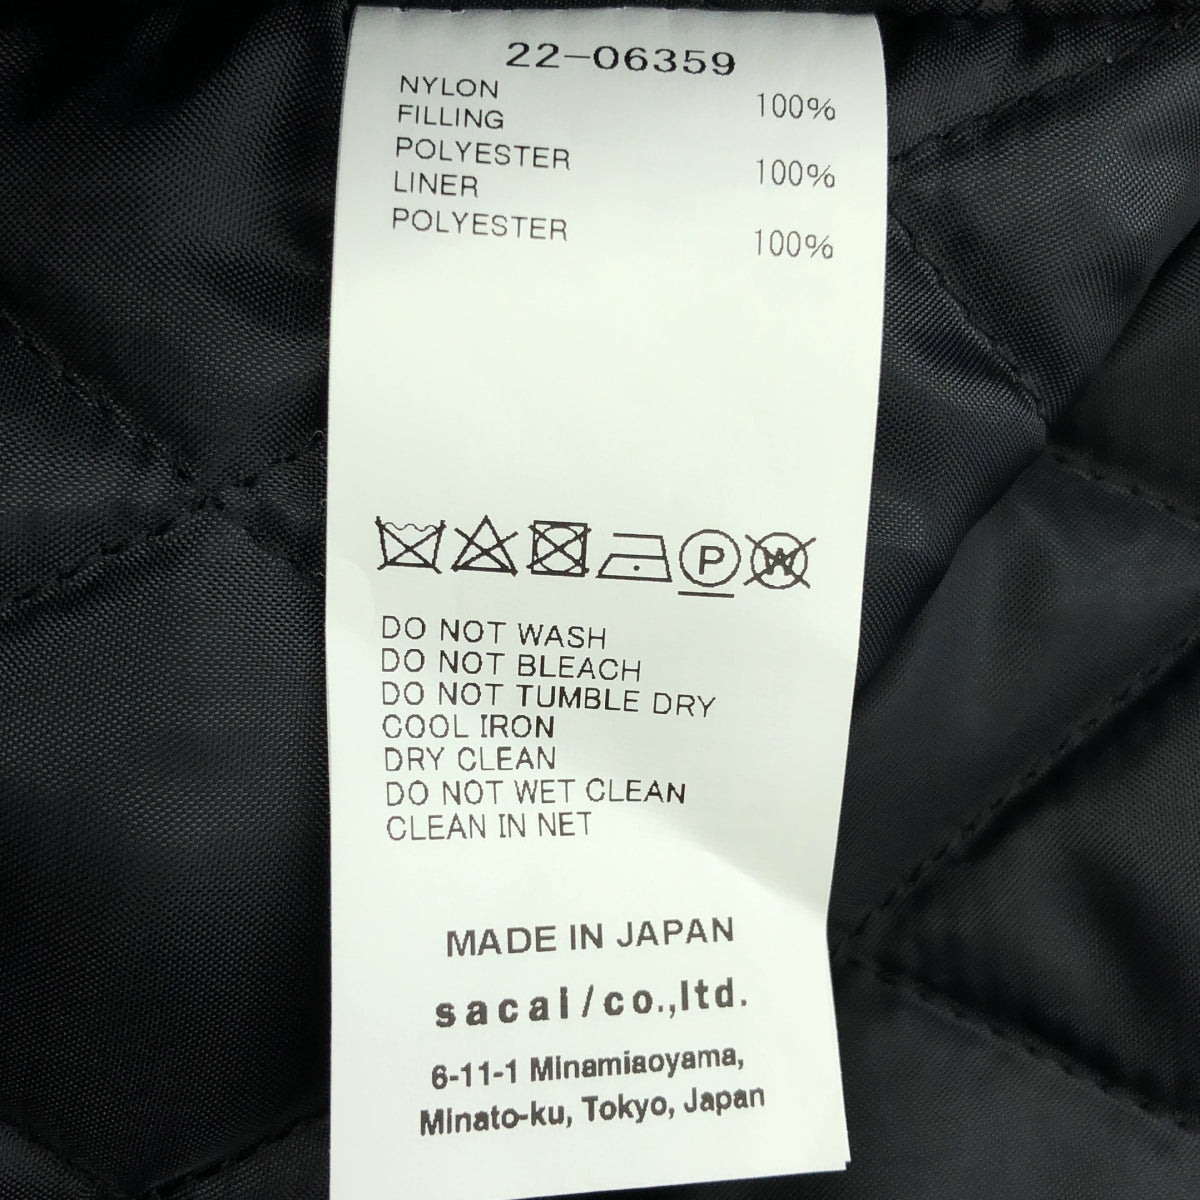 22-06359
NYLON 100%
FILLING
POLYESTER 100%
LINER
POLYESTER 100%
P W
DO NOT WASH
DO NOT BLEACH
DO NOT TUMBLE DRY
COOL IRON
DRY CLEAN
DO NOT WET CLEAN
CLEAN IN NET
MADE IN JAPAN
sacai/co.,ltd.
6-11-1 Minamiaoyama,
Minato-ku, Tokyo, Japan